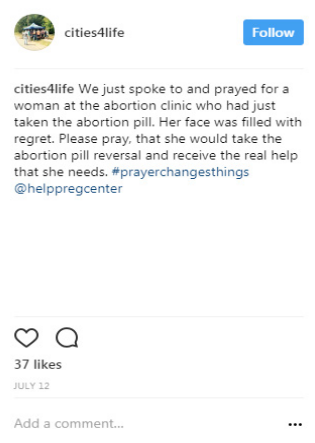 cities4life
Follow
cities4life We just spoke to and prayed for a
woman at the abortion clinic who had just
taken the abortion pill. Her face was filled with
regret. Please pray, that she would take the
abortion pill reversal and receive the real help
that she needs. #prayerchangesthings
@helppregcenter
37 likes
JULY 12
Add a comment...